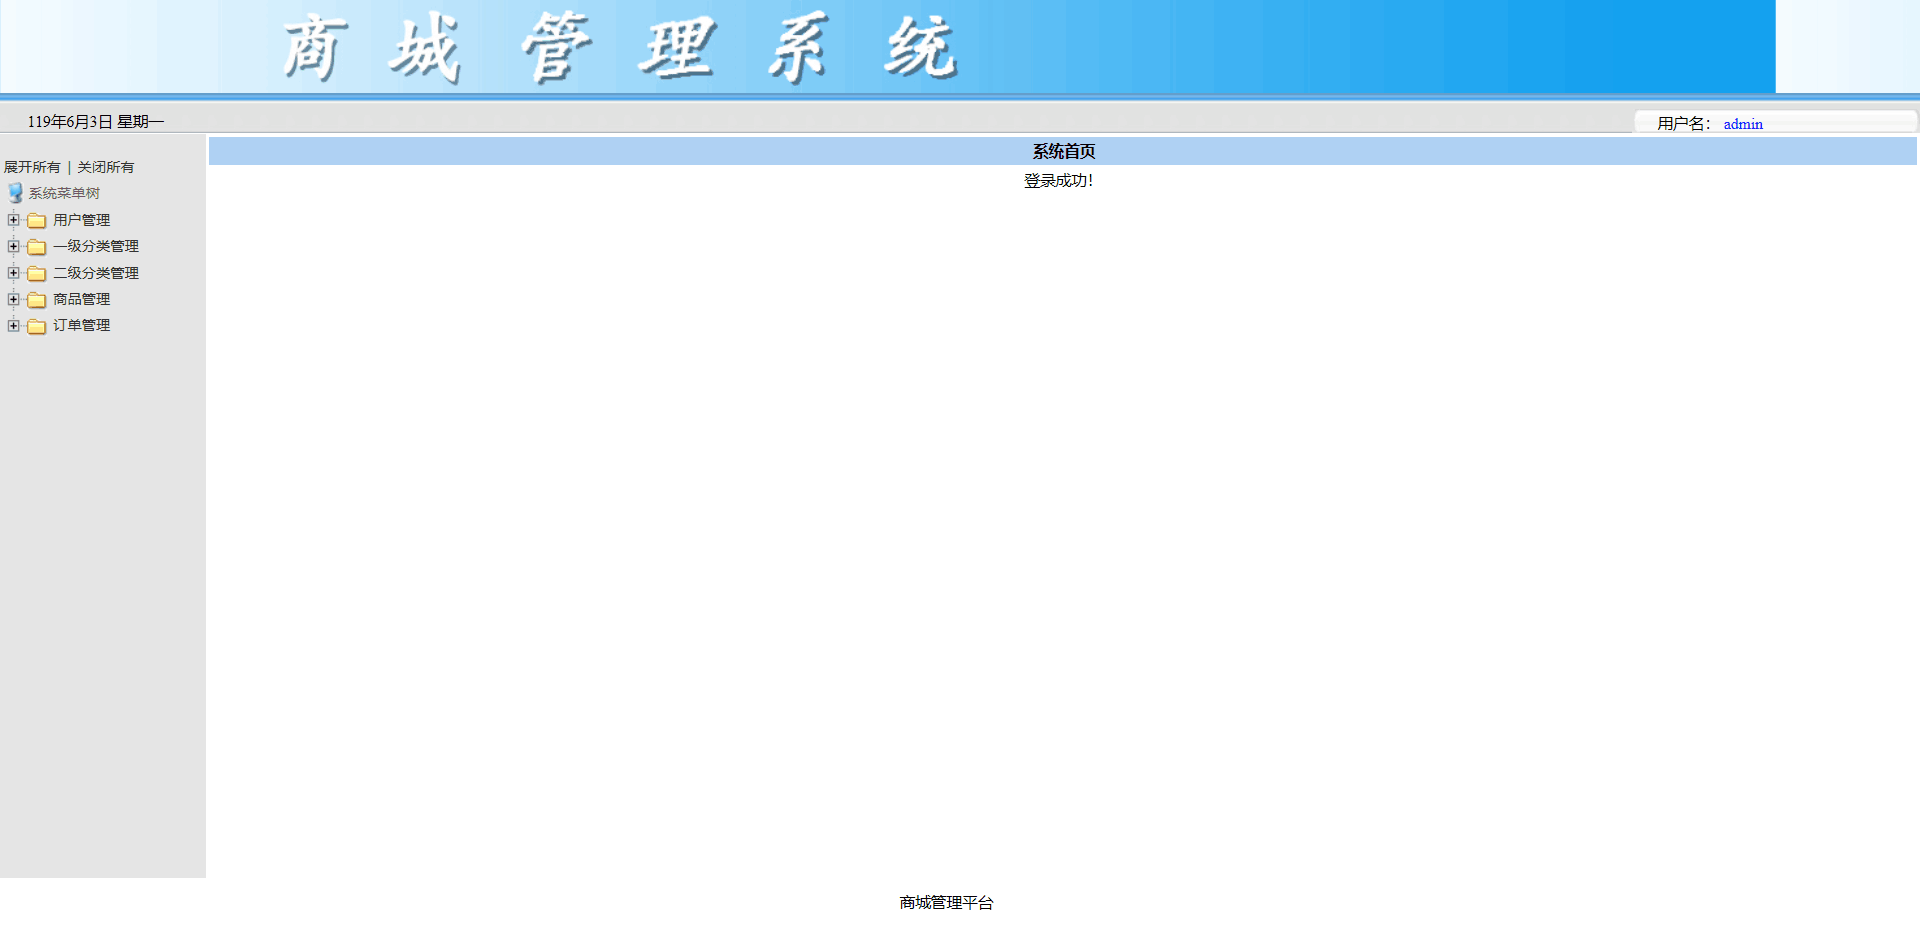 商城管理系统
119年6月3日 星期一
用户名： admin
展开所有 | 关闭所有
系统菜单树
用户管理
一级分类管理
二级分类管理
商品管理
订单管理
系统首页
登录成功！
商城管理平台